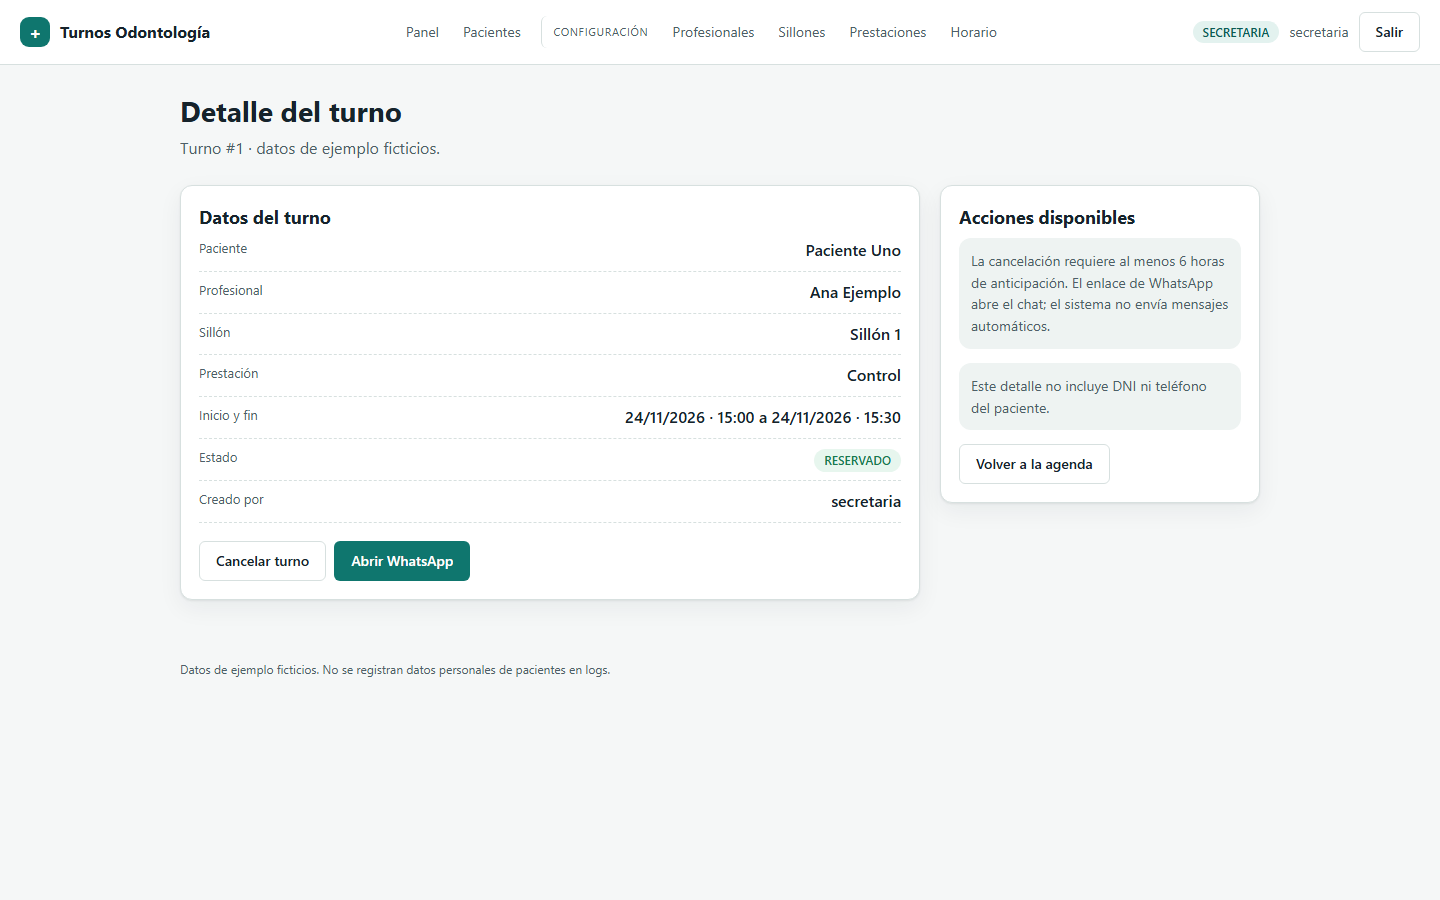 + Turnos Odontología
Panel Pacientes CONFIGURACIÓN Profesionales Sillones Prestaciones Horario
SECRETARIA secretaria Salir
Detalle del turno
Turno #1 · datos de ejemplo ficticios.
Datos del turno
Paciente Paciente Uno
Profesional Ana Ejemplo
Sillón Sillón 1
Prestación Control
Inicio y fin 24/11/2026 · 15:00 a 24/11/2026 · 15:30
Estado RESERVADO
Creado por secretaria
Cancelar turno Abrir WhatsApp
Acciones disponibles
La cancelación requiere al menos 6 horas
de anticipación. El enlace de WhatsApp
abre el chat; el sistema no envía mensajes
automáticos.
Este detalle no incluye DNI ni teléfono
del paciente.
Volver a la agenda
Datos de ejemplo ficticios. No se registran datos personales de pacientes en logs.